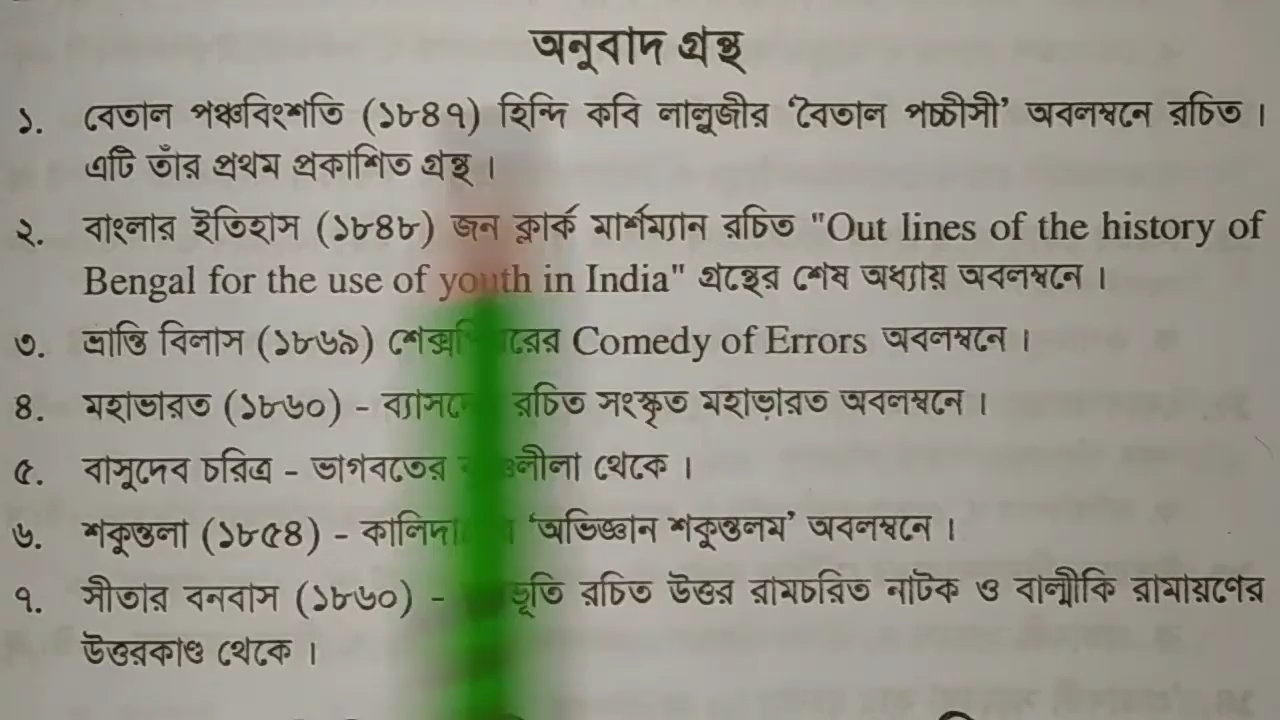 অনুবাদ গ্রন্থ
১. বেতাল পঞ্চবিংশতি (১৮৪৭) হিন্দি কবি লাল্লুজীর ‘বৈতাল পচ্চীসী’ অবলম্বনে রচিত।
এটি তাঁর প্রথম প্রকাশিত গ্রন্থ।
২. বাংলার ইতিহাস (১৮৪৮) জন ক্লার্ক মার্শম্যান রচিত "Out lines of the history of
Bengal for the use of youth in India" গ্রন্থের শেষ অধ্যায় অবলম্বনে।
৩. ভ্রান্তি বিলাস (১৮৬৯) Comedy of Errors অবলম্বনে।
৪. মহাভারত (১৮৬০) - রচিত সংস্কৃত মহাভারত অবলম্বনে।
৫. বাসুদেব চরিত্র - ভাগবতের থেকে।
৬. শকুন্তলা (১৮৫৪) - ‘অভিজ্ঞান শকুন্তলম’ অবলম্বনে।
৭. সীতার বনবাস (১৮৬০) - রচিত উত্তর রামচরিত নাটক ও বাল্মীকি রামায়ণের
উত্তরকাণ্ড থেকে।